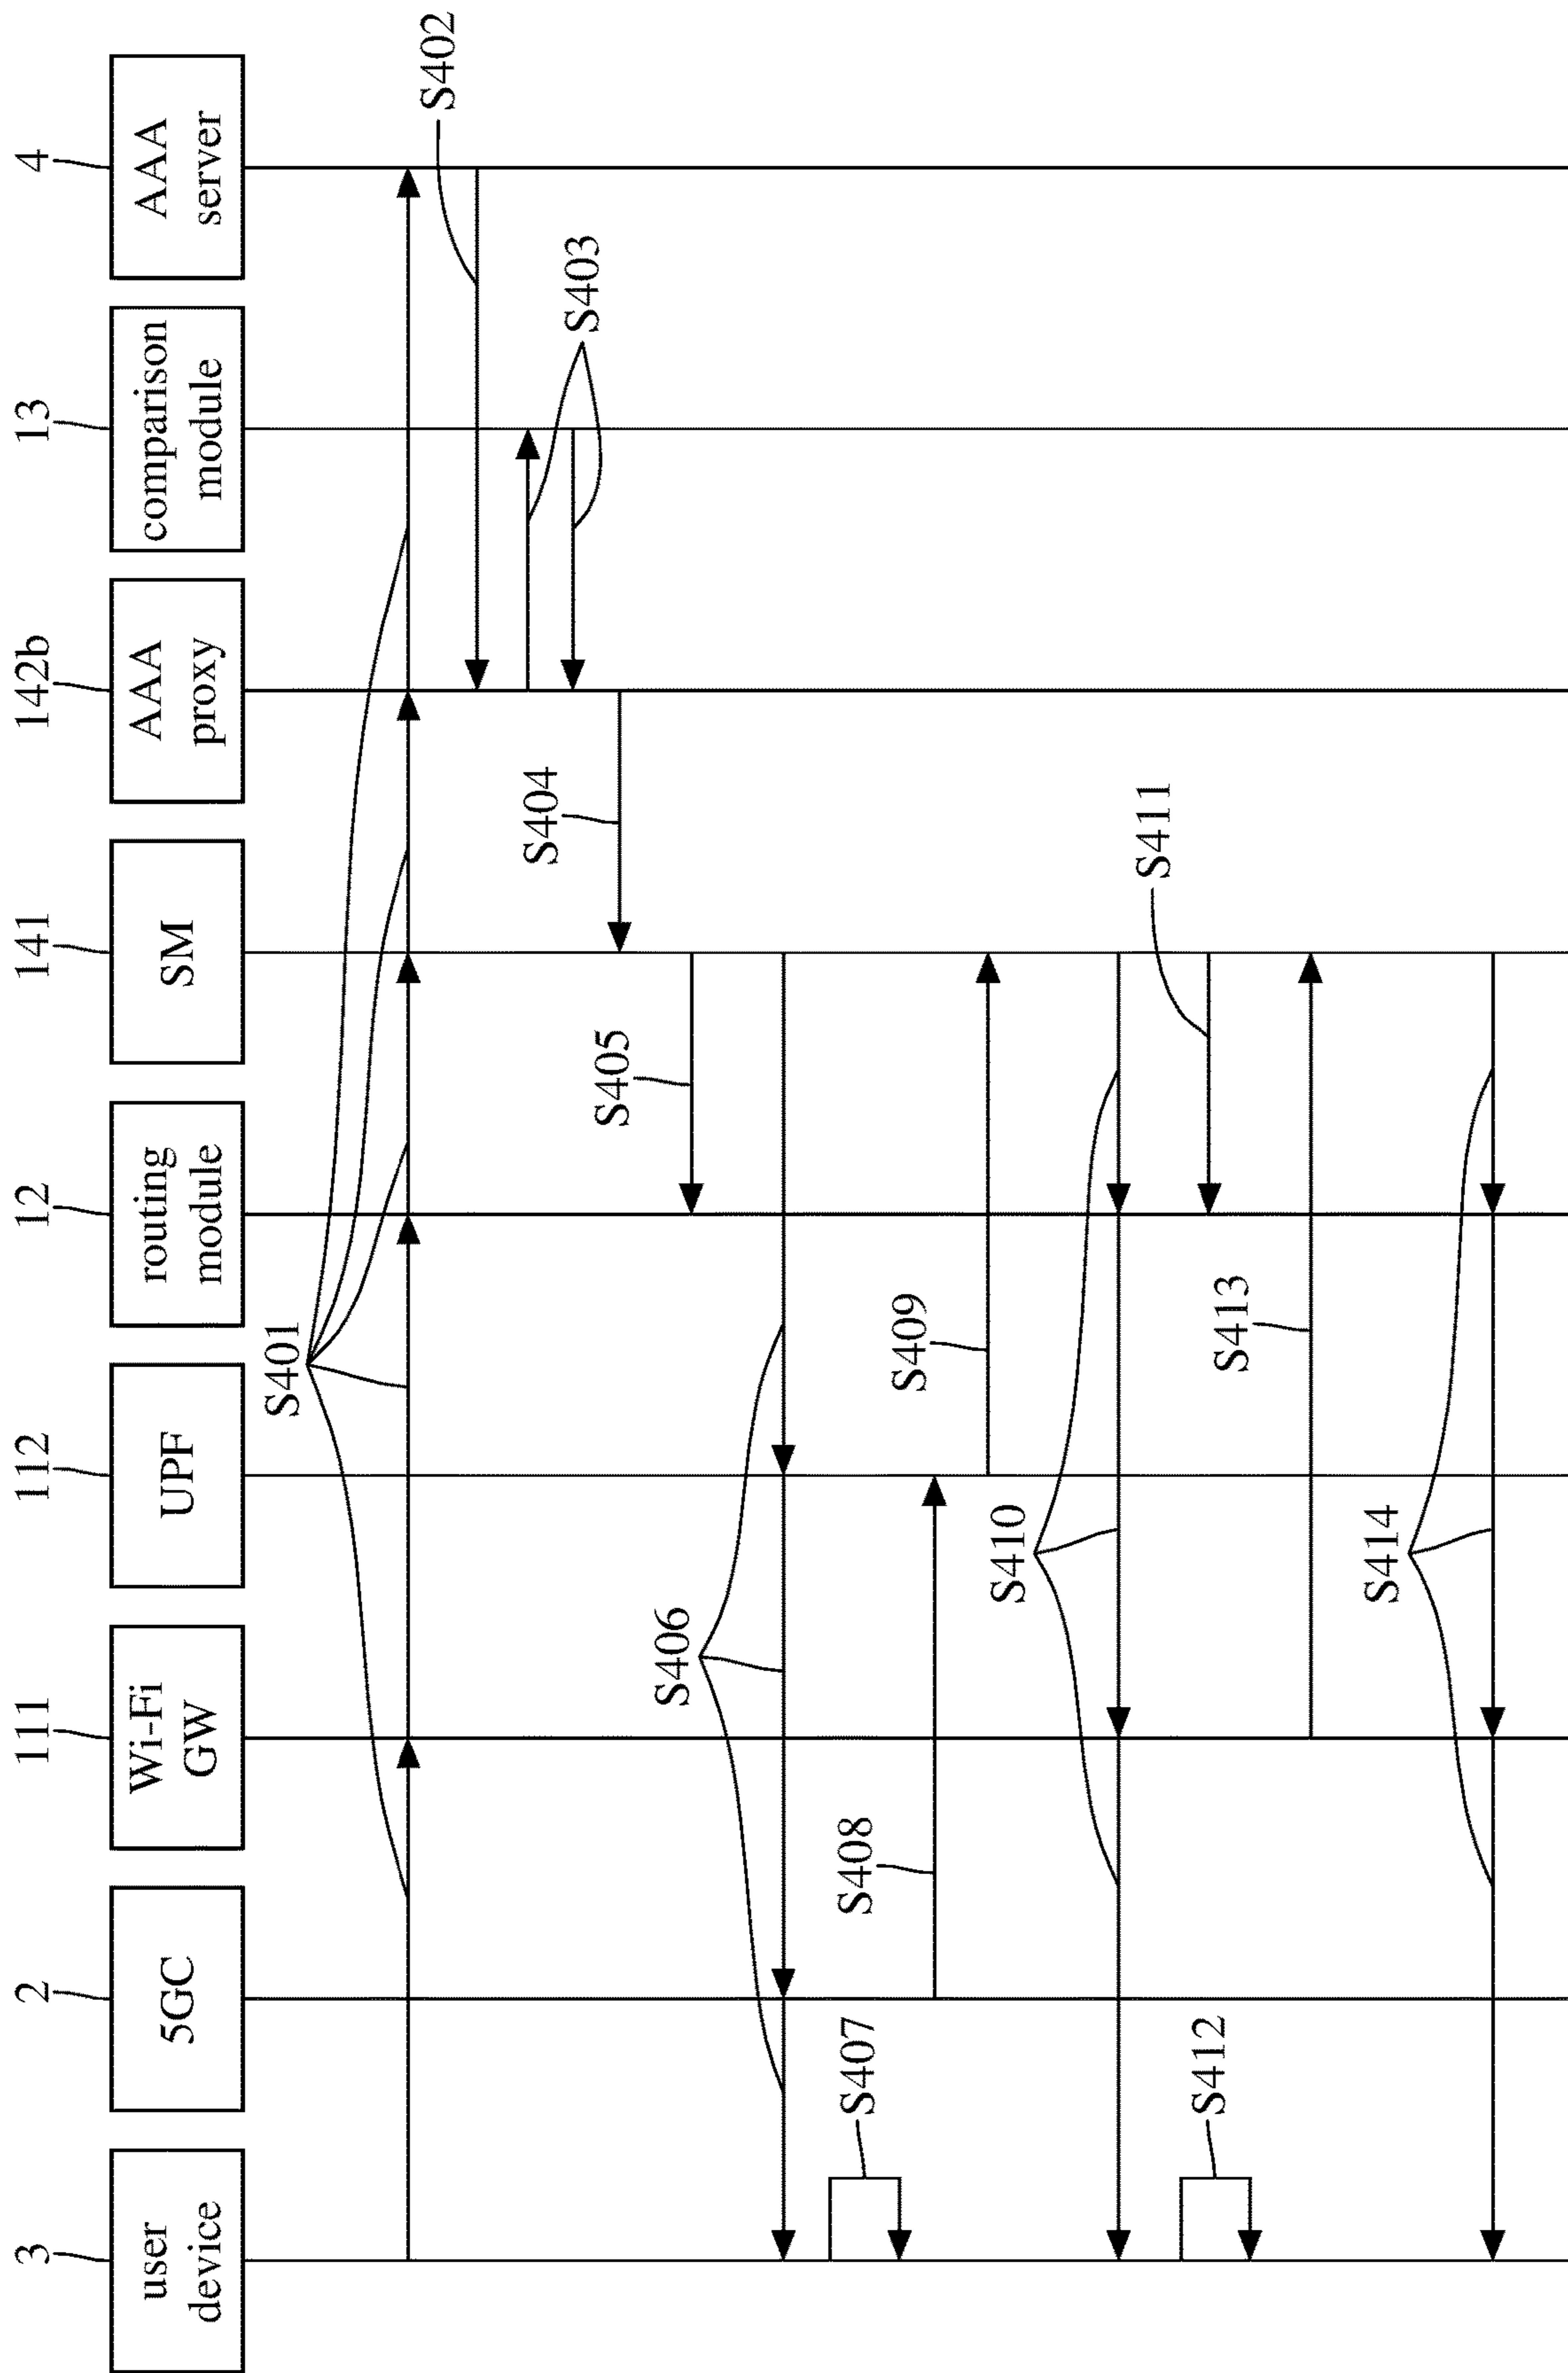 3
2
111
112
12
141
142b
13
4
user
device
5GC
Wi-Fi
GW
UPF
routing
module
SM
AAA
proxy
comparison
module
AAA
server
S401
S402
S403
S404
S405
S406
S407
S408
S409
S410
S411
S412
S413
S414